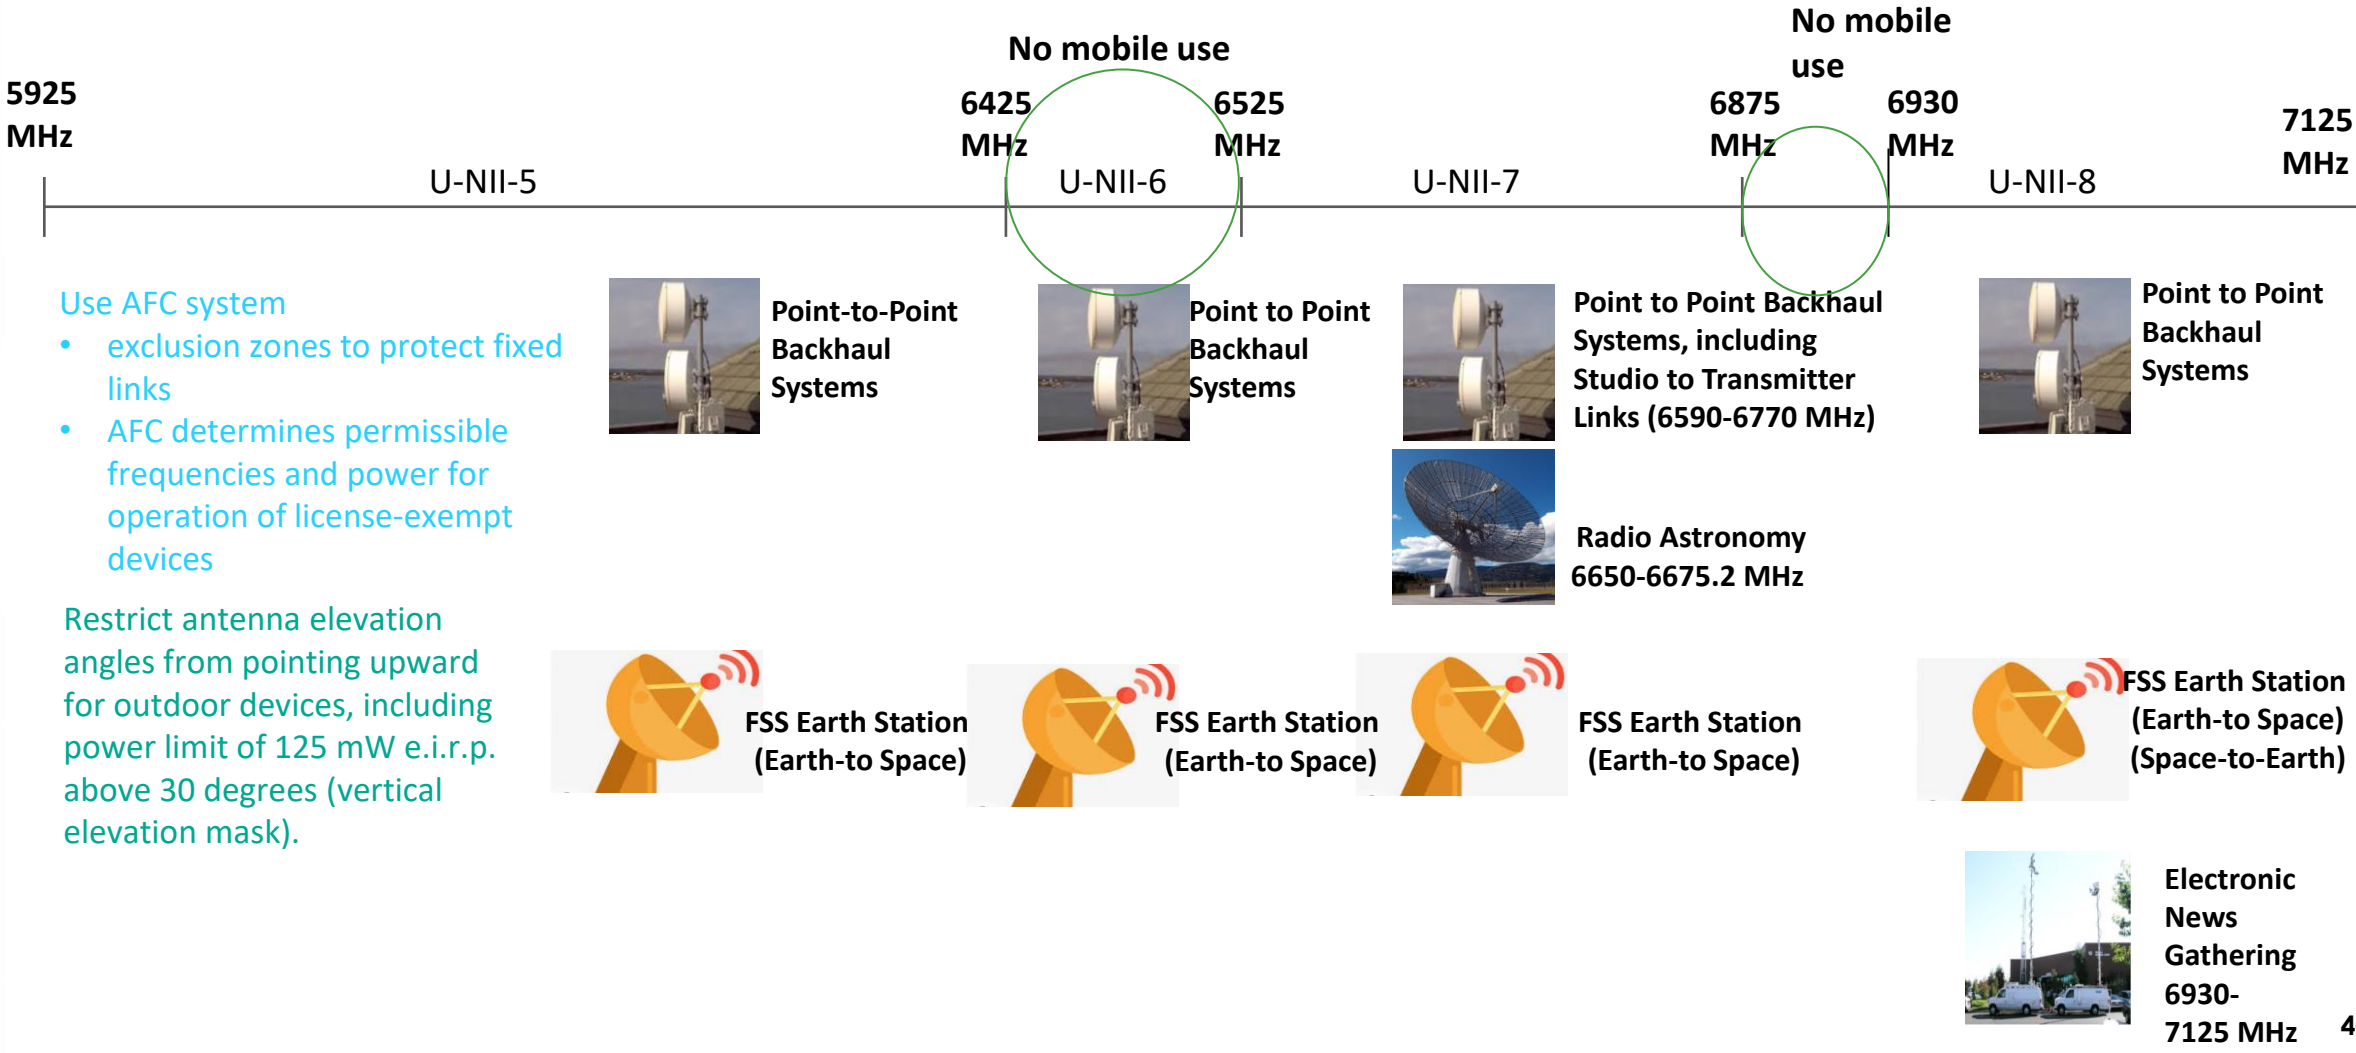 No mobile use
No mobile
use
5925
MHz
6425
MHz
6525
MHz
6875
MHz
6930
MHz
7125
MHz
U-NII-5
U-NII-6
U-NII-7
U-NII-8
Use AFC system
• exclusion zones to protect fixed
links
• AFC determines permissible
frequencies and power for
operation of license-exempt
devices
Restrict antenna elevation
angles from pointing upward
for outdoor devices, including
power limit of 125 mW e.i.r.p.
above 30 degrees (vertical
elevation mask).
Point-to-Point
Backhaul
Systems
Point to Point
Backhaul
Systems
Point to Point Backhaul
Systems, including
Studio to Transmitter
Links (6590-6770 MHz)
Point to Point
Backhaul
Systems
Radio Astronomy
6650-6675.2 MHz
FSS Earth Station
(Earth-to Space)
FSS Earth Station
(Earth-to Space)
FSS Earth Station
(Earth-to Space)
FSS Earth Station
(Earth-to Space)
(Space-to-Earth)
Electronic
News
Gathering
6930-
7125 MHz
4